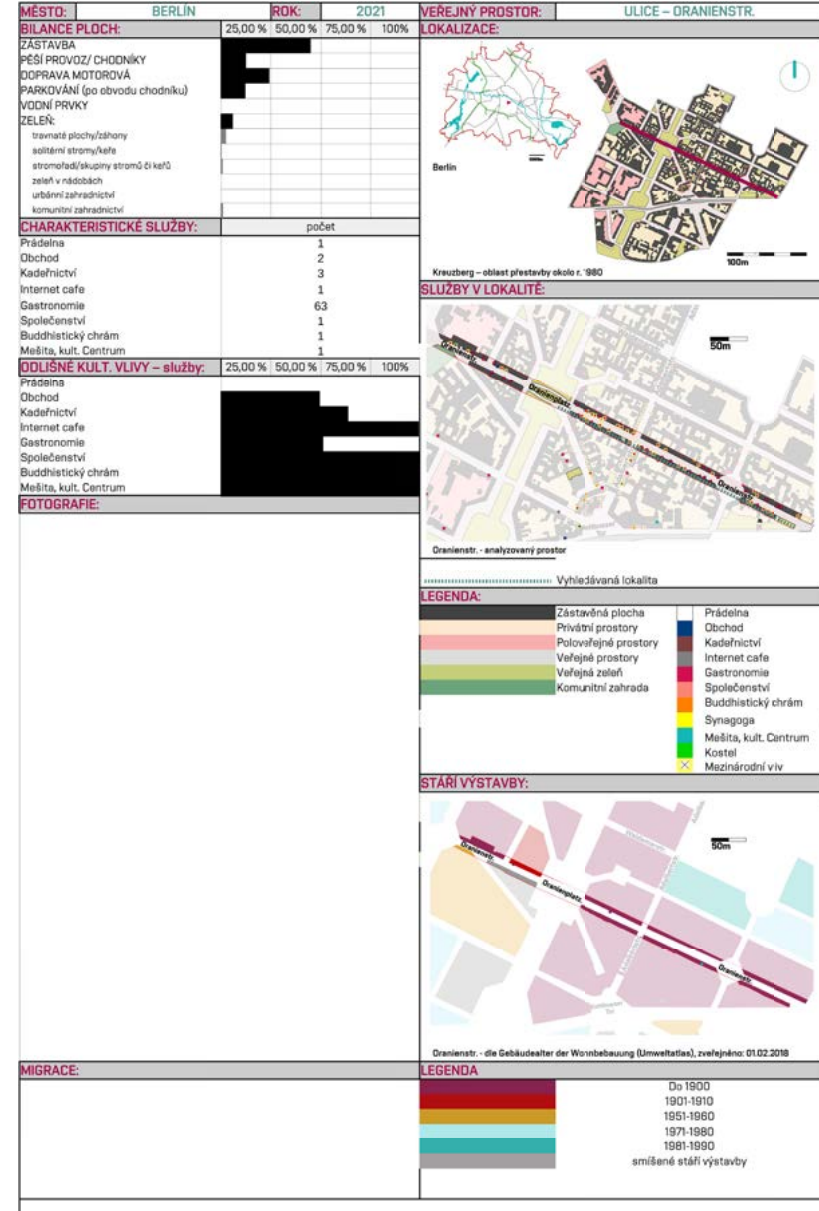 MĚSTO: BERLÍN ROK: 2021
BILANCE PLOCH: 25,00 % 50,00 % 75,00 % 100%
ZÁSTAVBA
PĚŠÍ PROVOZ/ CHODNÍKY
DOPRAVA MOTOROVÁ
PARKOVÁNÍ (po obvodu chodníku)
VODNÍ PRVKY
ZELEŇ:
travnaté plochy/záhony
solitérní stromy/keře
stromořadí/skupiny stromů či keřů
zeleň v nádobách
urbánní zahradnictví
komunitní zahradnictví
CHARAKTERISTICKÉ SLUŽBY: počet
Prádelna 1
Obchod 2
Kadeřnictví 3
Internet cafe 1
Gastronomie 63
Společenství 1
Buddhistický chrám 1
Mešita, kult. Centrum 1
ODLIŠNÉ KULT. VLIVY – služby: 25,00 % 50,00 % 75,00 % 100%
Prádelna
Obchod
Kadeřnictví
Internet cafe
Gastronomie
Společenství
Buddhistický chrám
Mešita, kult. Centrum
FOTOGRAFIE:
MIGRACE:
VEŘEJNÝ PROSTOR: ULICE – ORANIENSTR.
LOKALIZACE:
Berlín
100m
Kreuzberg – oblast přestavby okolo r. 1980
SLUŽBY V LOKALITĚ:
50m
Oranienstr.
Oranienplatz.
Oranienstr.
Oranienstr. - analyzovaný prostor
Vyhledávaná lokalita
LEGENDA:
Zástavěná plocha
Privátní prostory
Poloveřejné prostory
Veřejné prostory
Veřejná zeleň
Komunitní zahrada
Prádelna
Obchod
Kadeřnictví
Internet cafe
Gastronomie
Společenství
Buddhistický chrám
Synagoga
Mešita, kult. Centrum
Kostel
Mezinárodní vliv
STÁŘÍ VÝSTAVBY:
50m
Oranienstr.
Oranienplatz.
Oranienstr.
Oranienstr. - die Gebäudealter der Wohnbebauung (Umweltatlas), zveřejněno: 01.02.2018
LEGENDA
Do 1900
1901-1910
1951-1960
1971-1980
1981-1990
smíšené stáří výstavby